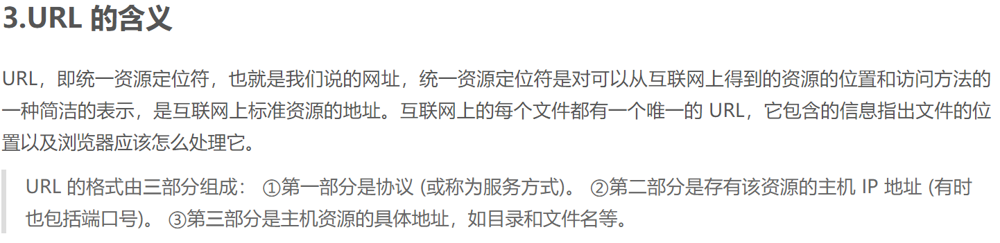 3.URL 的含义
URL，即统一资源定位符，也就是我们说的网址，统一资源定位符是对可以从互联网上得到的资源的位置和访问方法的
一种简洁的表示，是互联网上标准资源的地址。互联网上的每个文件都有一个唯一的 URL，它包含的信息指出文件的位
置以及浏览器应该怎么处理它。
URL 的格式由三部分组成： ①第一部分是协议 (或称为服务方式)。 ②第二部分是存有该资源的主机 IP 地址 (有时
也包括端口号)。 ③第三部分是主机资源的具体地址，如目录和文件名等。